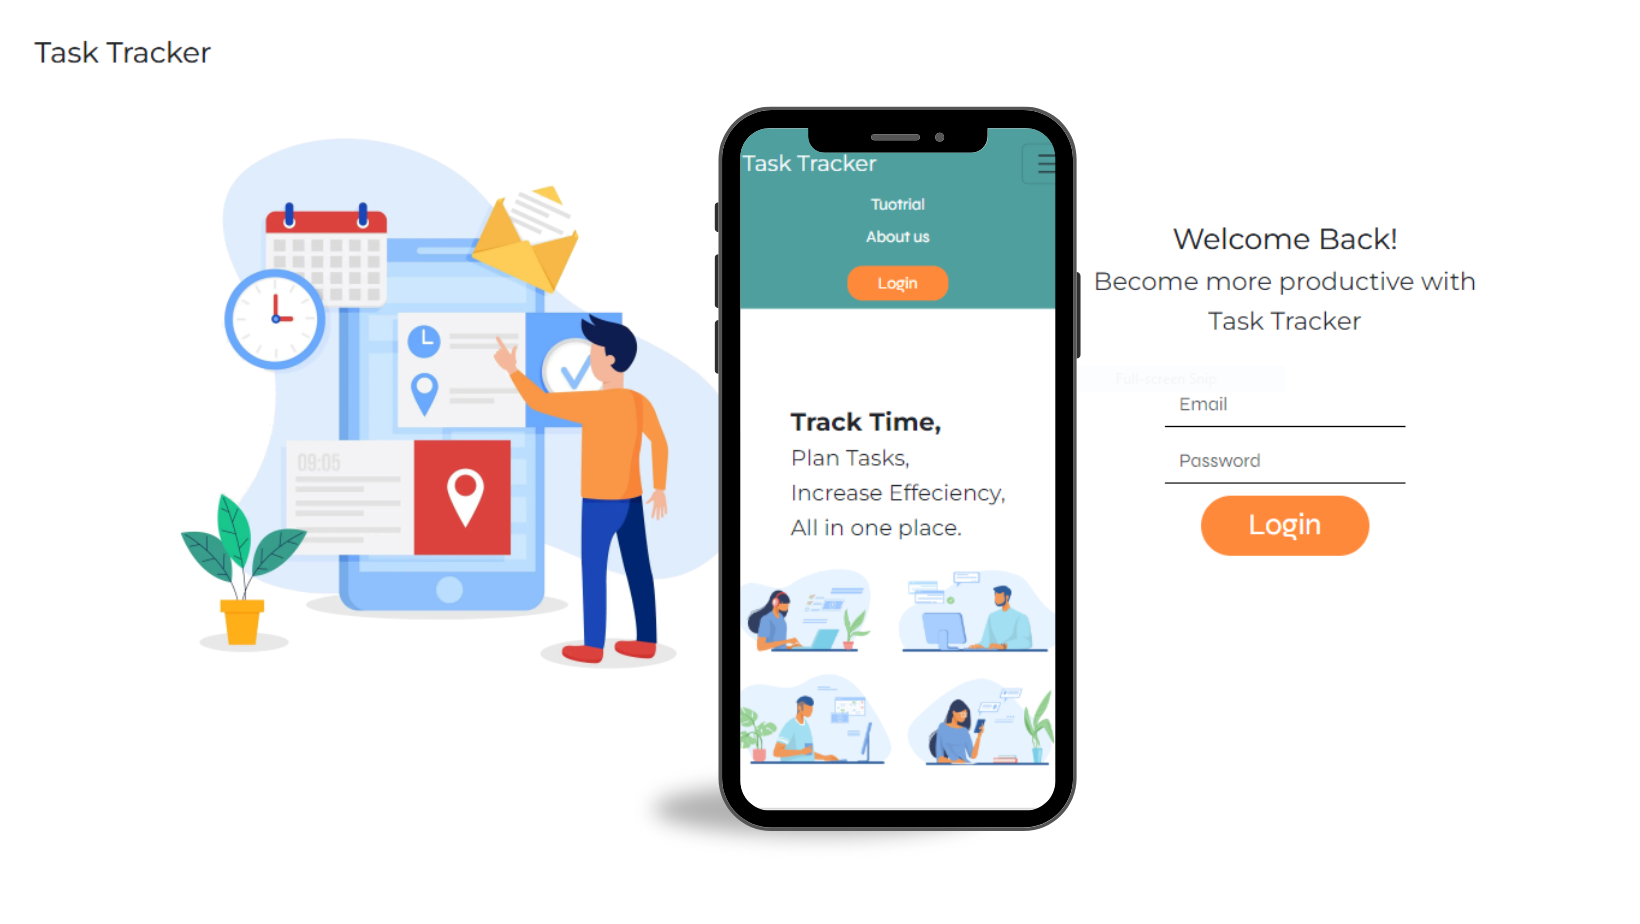 Task Tracker
09:05
Task Tracker
Tuotrial
About us
Login
Track Time,
Plan Tasks,
Increase Effeciency,
All in one place.
Welcome Back!
Become more productive with
Task Tracker
Full-screen Snip
Email
Password
Login